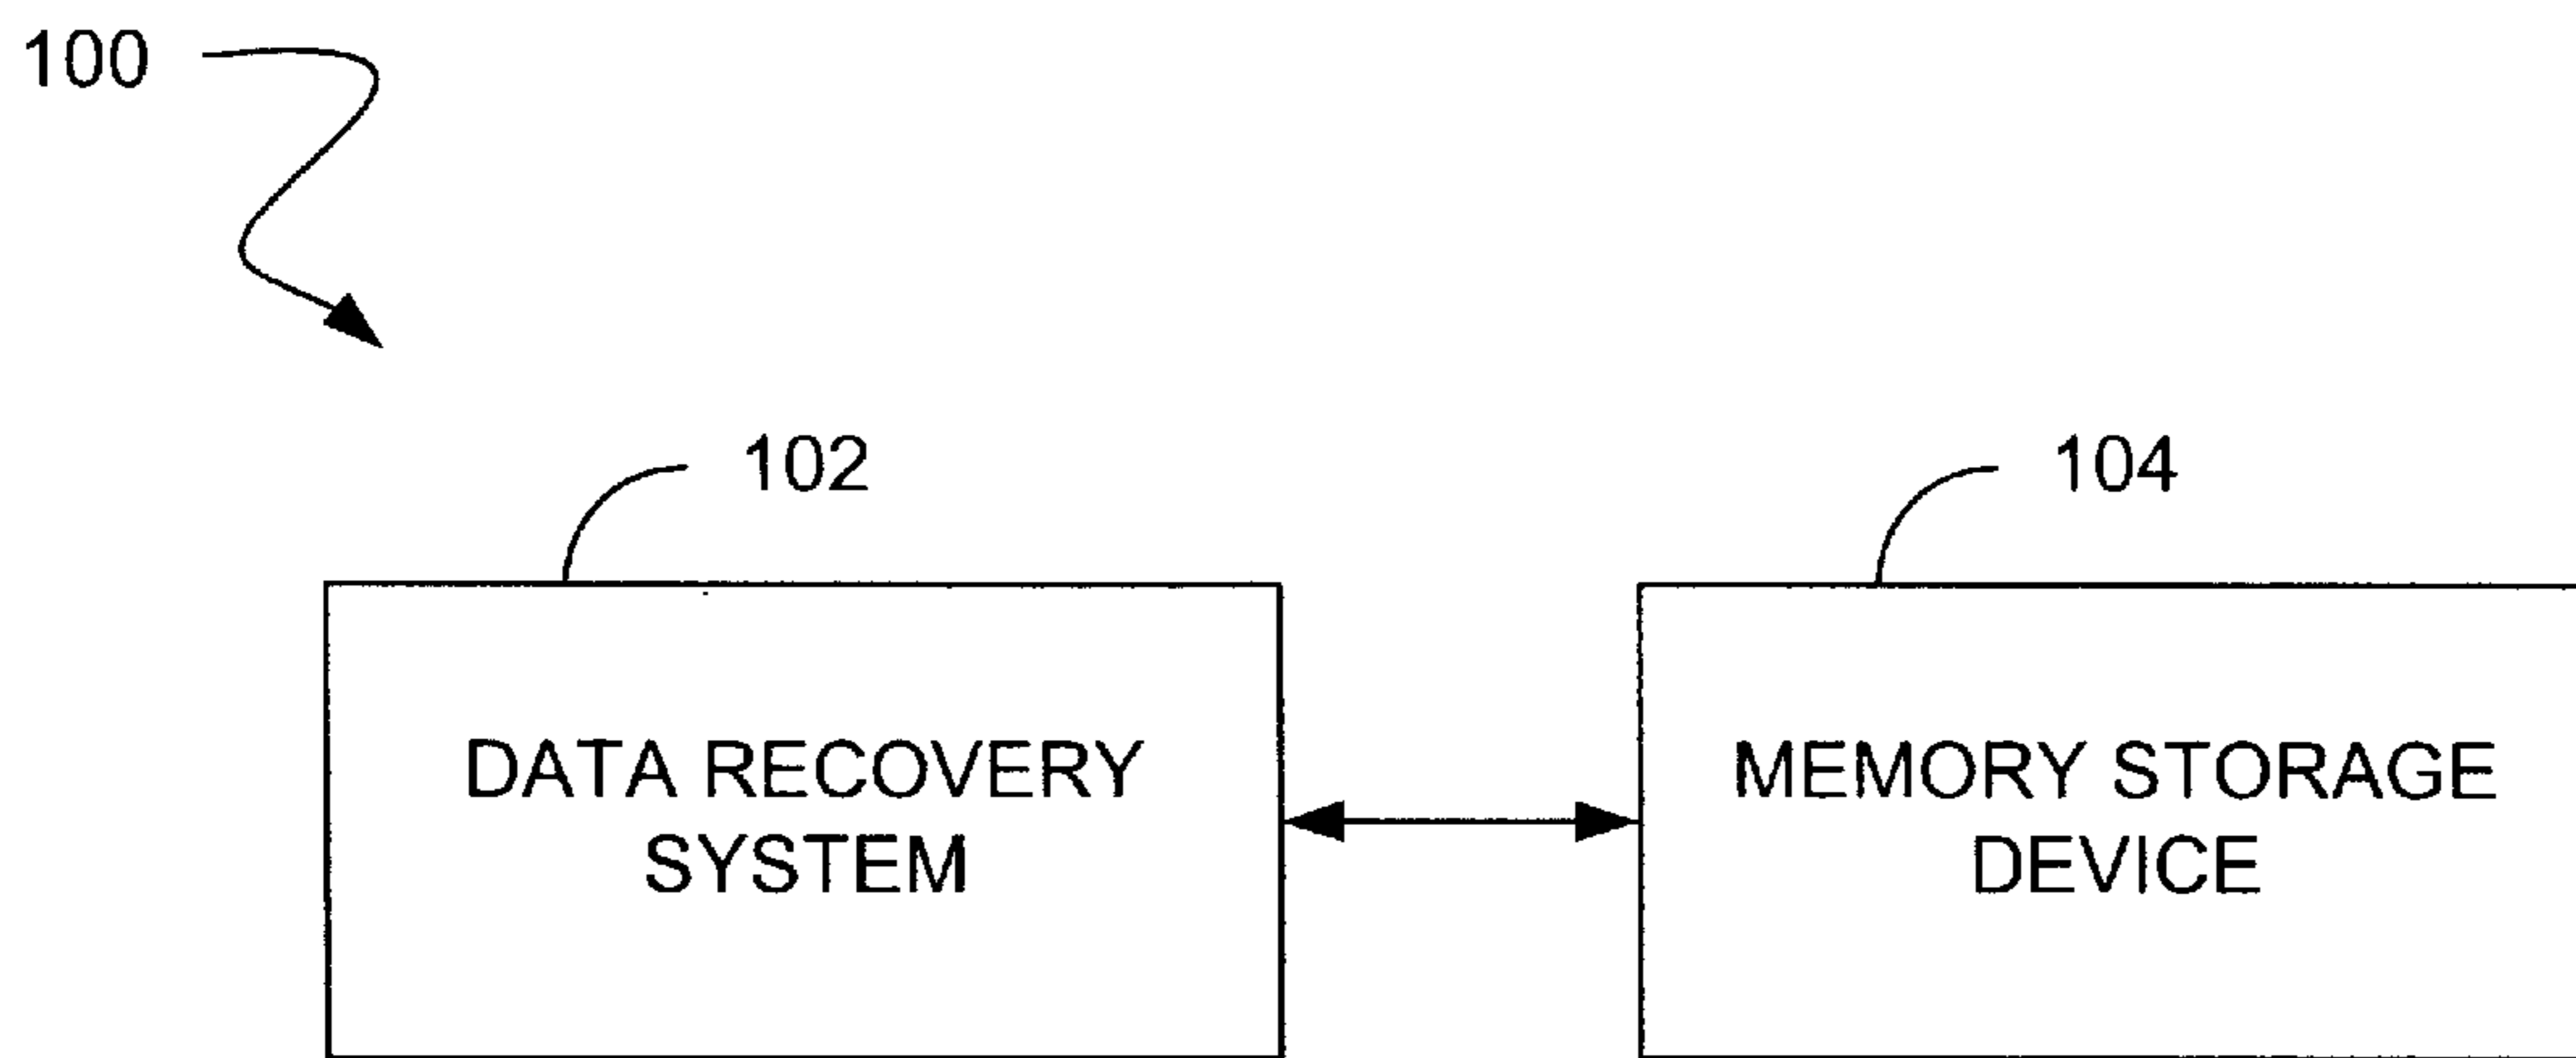 100
102
104
DATA RECOVERY
SYSTEM
MEMORY STORAGE
DEVICE